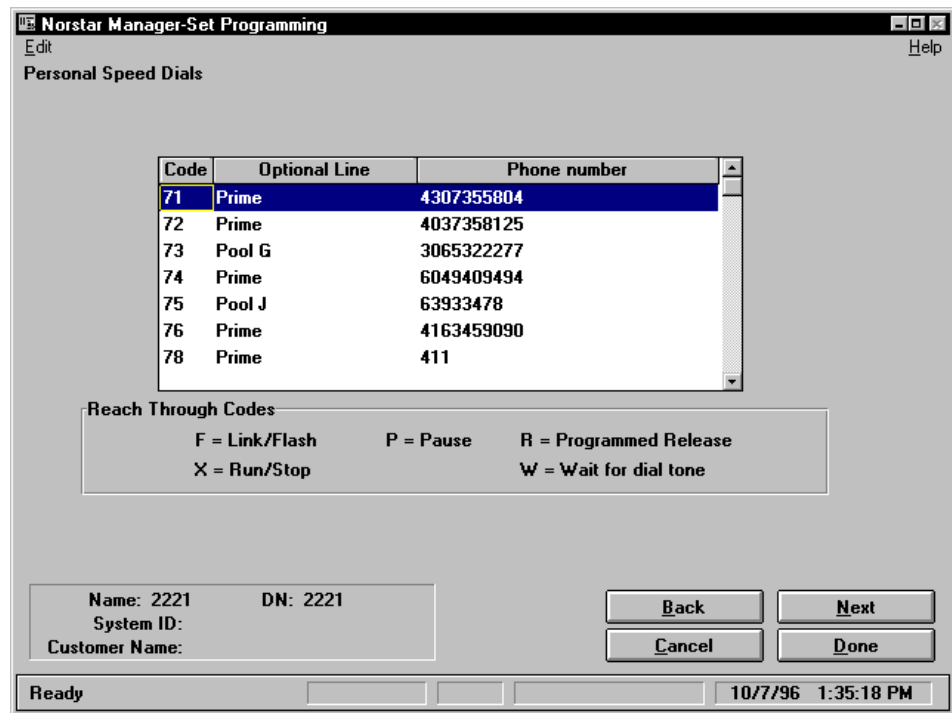 Norstar Manager-Set Programming
Edit Help
Personal Speed Dials
Code Optional Line Phone number
71 Prime 4307355804
72 Prime 4037358125
73 Pool G 3065322277
74 Prime 6049409494
75 Pool J 63933478
76 Prime 4163459090
78 Prime 411
Reach Through Codes
F = Link/Flash P = Pause R = Programmed Release
X = Run/Stop W = Wait for dial tone
Name: 2221 DN: 2221
System ID:
Customer Name:
Back Next
Cancel Done
Ready 10/7/96 1:35:18 PM